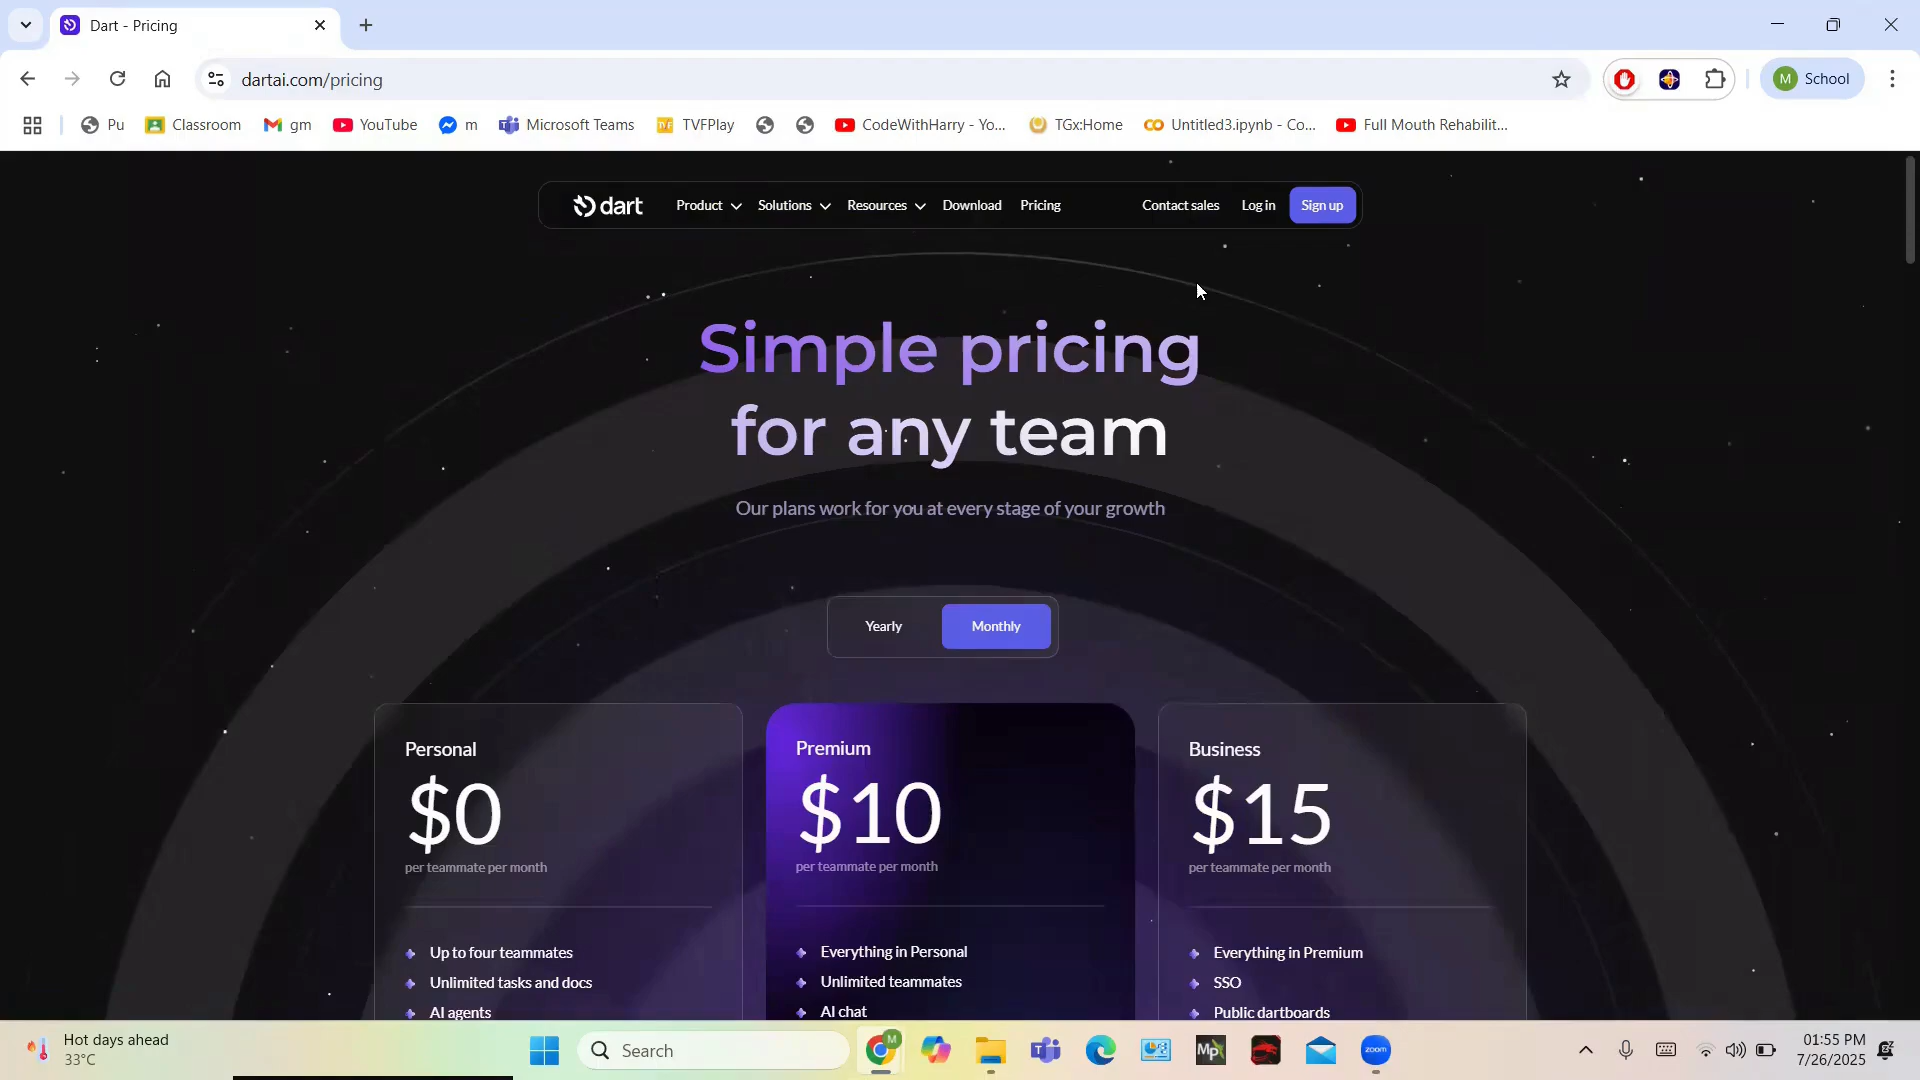 Dart - Pricing
dartai.com/pricing
M School
Pu
Classroom
gm
YouTube
m
Microsoft Teams
TVFPlay
CodeWithHarry - Yo...
TGx:Home
Untitled3.ipynb - Co...
Full Mouth Rehabilit...
dart
Product
Solutions
Resources
Download
Pricing
Contact sales
Log in
Sign up
Simple pricing
for any team
Our plans work for you at every stage of your growth
Yearly
Monthly
Personal
$0
per teammate per month
Up to four teammates
Unlimited tasks and docs
AI agents
Premium
$10
per teammate per month
Everything in Personal
Unlimited teammates
AI chat
Business
$15
per teammate per month
Everything in Premium
SSO
Public dartboards
Hot days ahead
33°C
Search
M
zoom
01:55 PM
7/26/2025